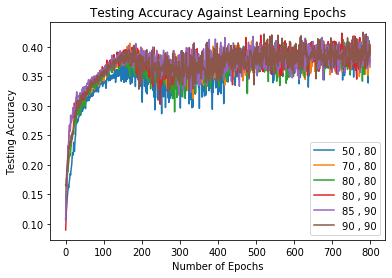 Testing Accuracy Against Learning Epochs
Testing Accuracy
0.40
0.35
0.30
0.25
0.20
0.15
0.10
0 100 200 300 400 500 600 700 800
Number of Epochs
50 , 80
70 , 80
80 , 80
80 , 90
85 , 90
90 , 90